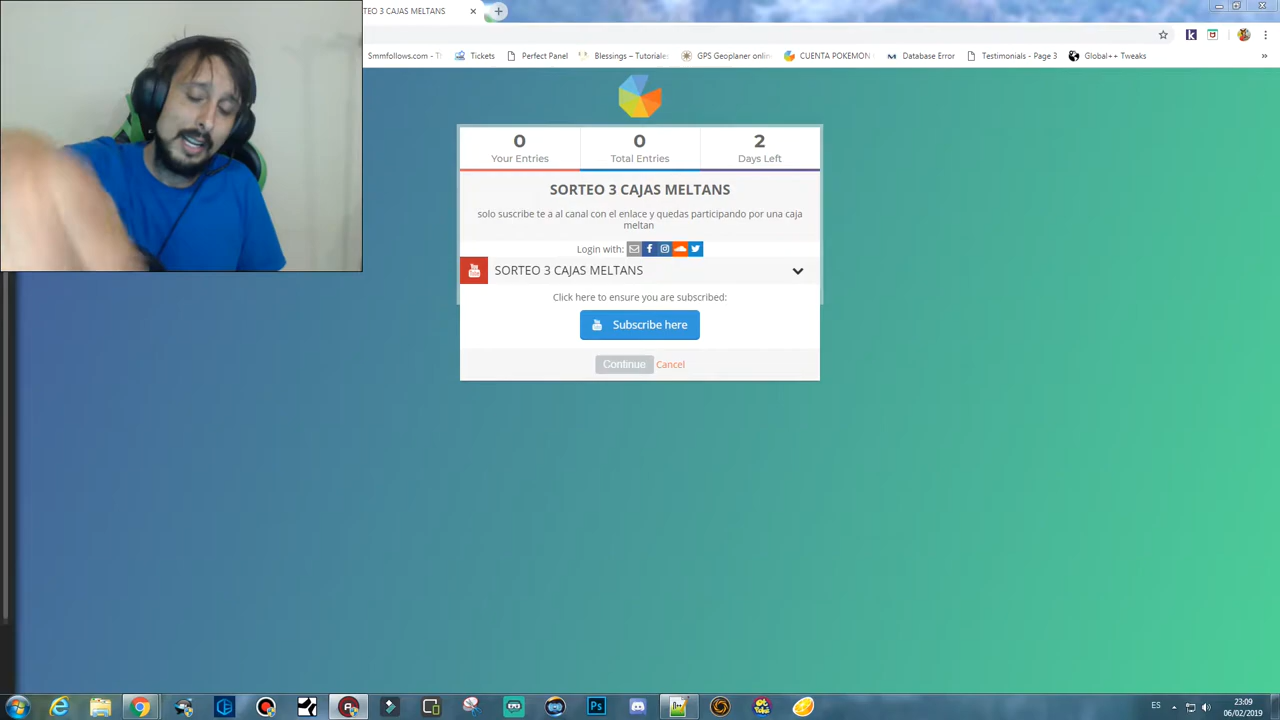 TEO 3 CAJAS MELTANS
Smmfollows.com - Th
Tickets
Perfect Panel
Blessings – Tutoriale
GPS Geoplaner onlin
CUENTA POKEMON
Database Error
Testimonials - Page 3
Global++ Tweaks
»
0
Your Entries
0
Total Entries
2
Days Left
SORTEO 3 CAJAS MELTANS
solo suscribe te a al canal con el enlace y quedas participando por una caja
meltan
Login with:
SORTEO 3 CAJAS MELTANS
Click here to ensure you are subscribed:
Subscribe here
Continue Cancel
Ps
ES
23:09
06/02/2019